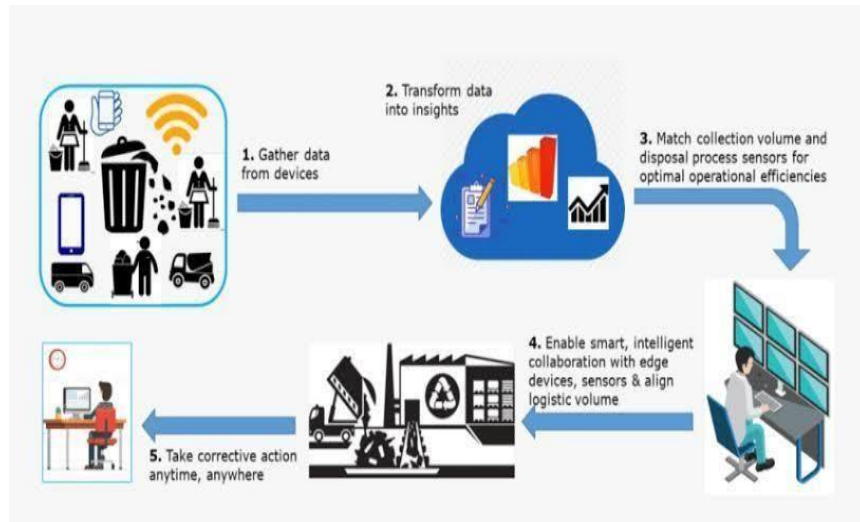 1. Gather data
from devices
2. Transform data
into insights
3. Match collection volume and
disposal process sensors for
optimal operational efficiencies
4. Enable smart, intelligent
collaboration with edge
devices, sensors & align
logistic volume
5. Take corrective action
anytime, anywhere